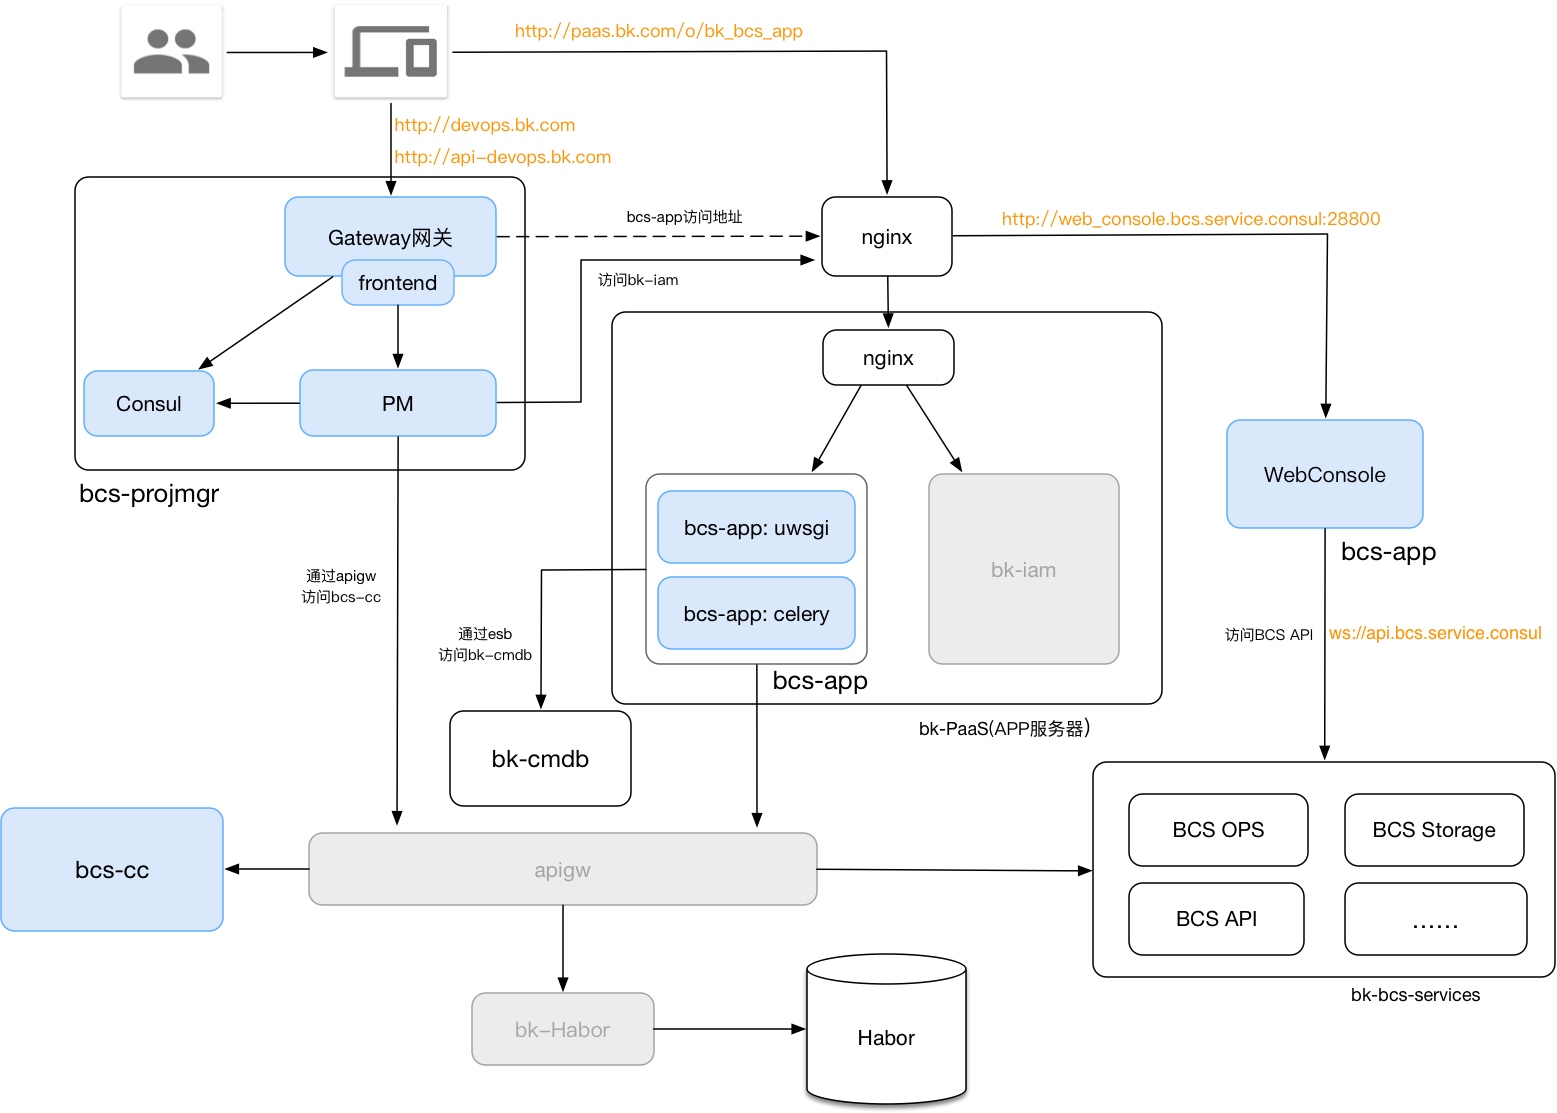 http://paas.bk.com/o/bk_bcs_app
http://devops.bk.com
http://api-devops.bk.com
Gateway网关
frontend
Consul
PM
bcs-projmgr
bcs-app访问地址
访问bk-iam
nginx
http://web_console.bcs.service.consul:28800
nginx
bcs-app: uwsgi
bcs-app: celery
bcs-app
bk-iam
bk-PaaS(APP服务器)
WebConsole
bcs-app
访问BCS API
ws://api.bcs.service.consul
通过apigw
访问bcs-cc
通过esb
访问bk-cmdb
bk-cmdb
bcs-cc
apigw
BCS OPS
BCS Storage
BCS API
......
bk-bcs-services
bk-Habor
Habor